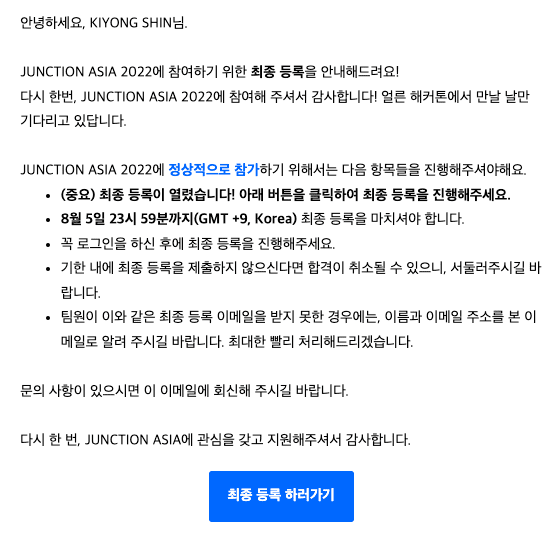 안녕하세요, KIYONG SHIN님.
JUNCTION ASIA 2022에 참여하기 위한 최종 등록을 안내해드려요!
다시 한번, JUNCTION ASIA 2022에 참여해 주셔서 감사합니다! 얼른 해커톤에서 만날 날만
기다리고 있답니다.
JUNCTION ASIA 2022에 정상적으로 참가하기 위해서는 다음 항목들을 진행해주셔야해요.
• (중요) 최종 등록이 열렸습니다! 아래 버튼을 클릭하여 최종 등록을 진행해주세요.
• 8월 5일 23시 59분까지(GMT +9, Korea) 최종 등록을 마치셔야 합니다.
• 꼭 로그인을 하신 후에 최종 등록을 진행해주세요.
• 기한 내에 최종 등록을 제출하지 않으신다면 합격이 취소될 수 있으니, 서둘러주시길 바
랍니다.
• 팀원이 이와 같은 최종 등록 이메일을 받지 못한 경우에는, 이름과 이메일 주소를 본 이
메일로 알려 주시길 바랍니다. 최대한 빨리 처리해드리겠습니다.
문의 사항이 있으시면 이 이메일에 회신해 주시길 바랍니다.
다시 한 번, JUNCTION ASIA에 관심을 갖고 지원해주셔서 감사합니다.
최종 등록 하러가기